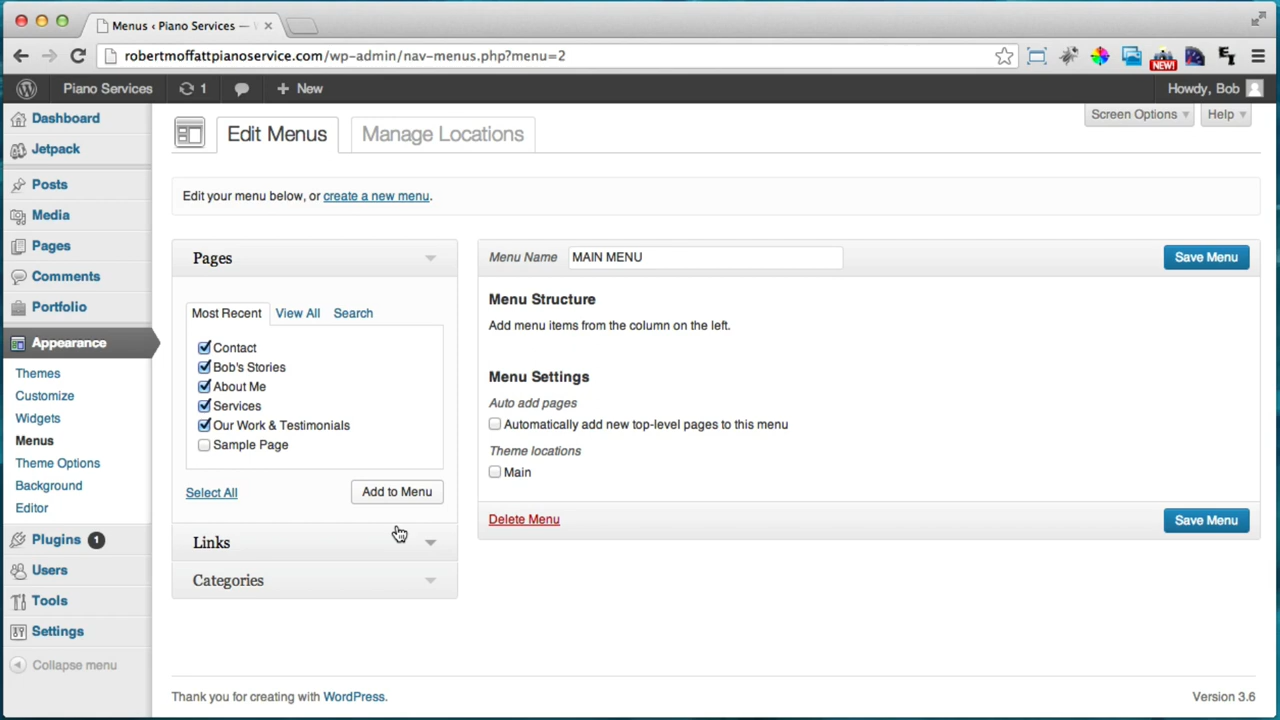 Menus ‹ Piano Services —
robertmoffattpianoservice.com/wp-admin/nav-menus.php?menu=2
NEW!
Piano Services
1
New
Howdy, Bob
Dashboard
Jetpack
Posts
Media
Pages
Comments
Portfolio
Appearance
Themes
Customize
Widgets
Menus
Theme Options
Background
Editor
Plugins 1
Users
Tools
Settings
Collapse menu
Screen Options
Help
Edit Menus
Manage Locations
Edit your menu below, or create a new menu.
Pages
Most Recent
View All
Search
Contact
Bob's Stories
About Me
Services
Our Work & Testimonials
Sample Page
Select All
Add to Menu
Links
Categories
Menu Name
MAIN MENU
Save Menu
Menu Structure
Add menu items from the column on the left.
Menu Settings
Auto add pages
Automatically add new top-level pages to this menu
Theme locations
Main
Delete Menu
Save Menu
Thank you for creating with WordPress.
Version 3.6